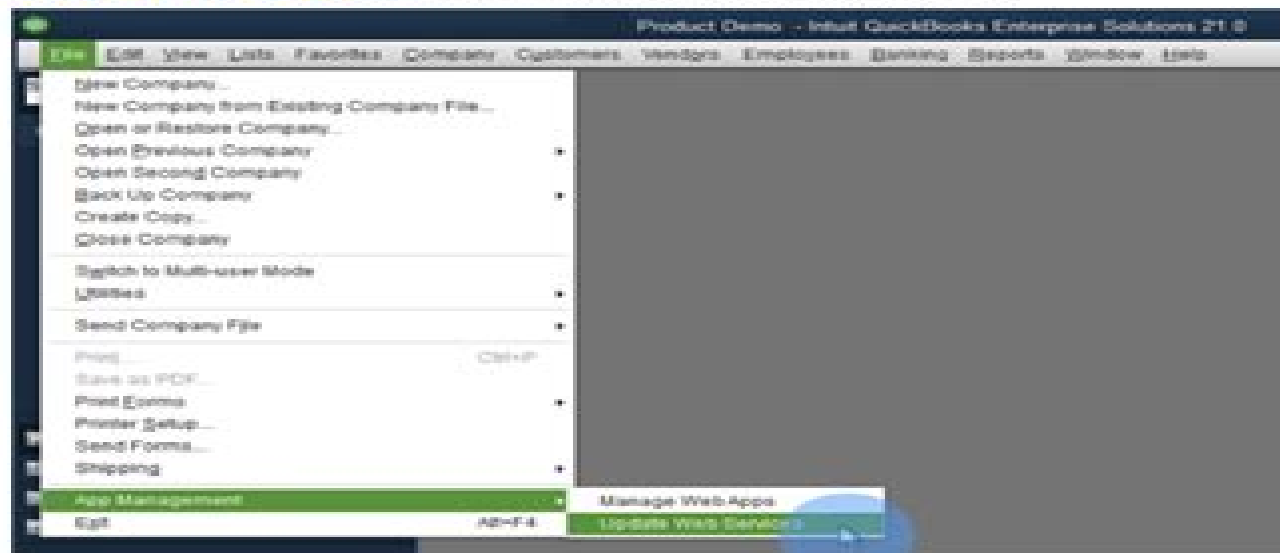 Product Demo - Intuit QuickBooks Enterprise Solutions 21.0
File Edit View Lists Favorites Company Customers Vendors Employees Banking Reports Window Help
New Company...
New Company from Existing Company File...
Open or Restore Company...
Open Previous Company
Open Second Company
Back Up Company
Create Copy...
Close Company
Switch to Multi-user Mode
Utilities
Send Company File
Print... Ctrl+P
Save as PDF...
Print Forms
Printer Setup...
Send Forms...
Shipping
App Management
Manage Web Apps
Exit Alt+F4
Update Web Services